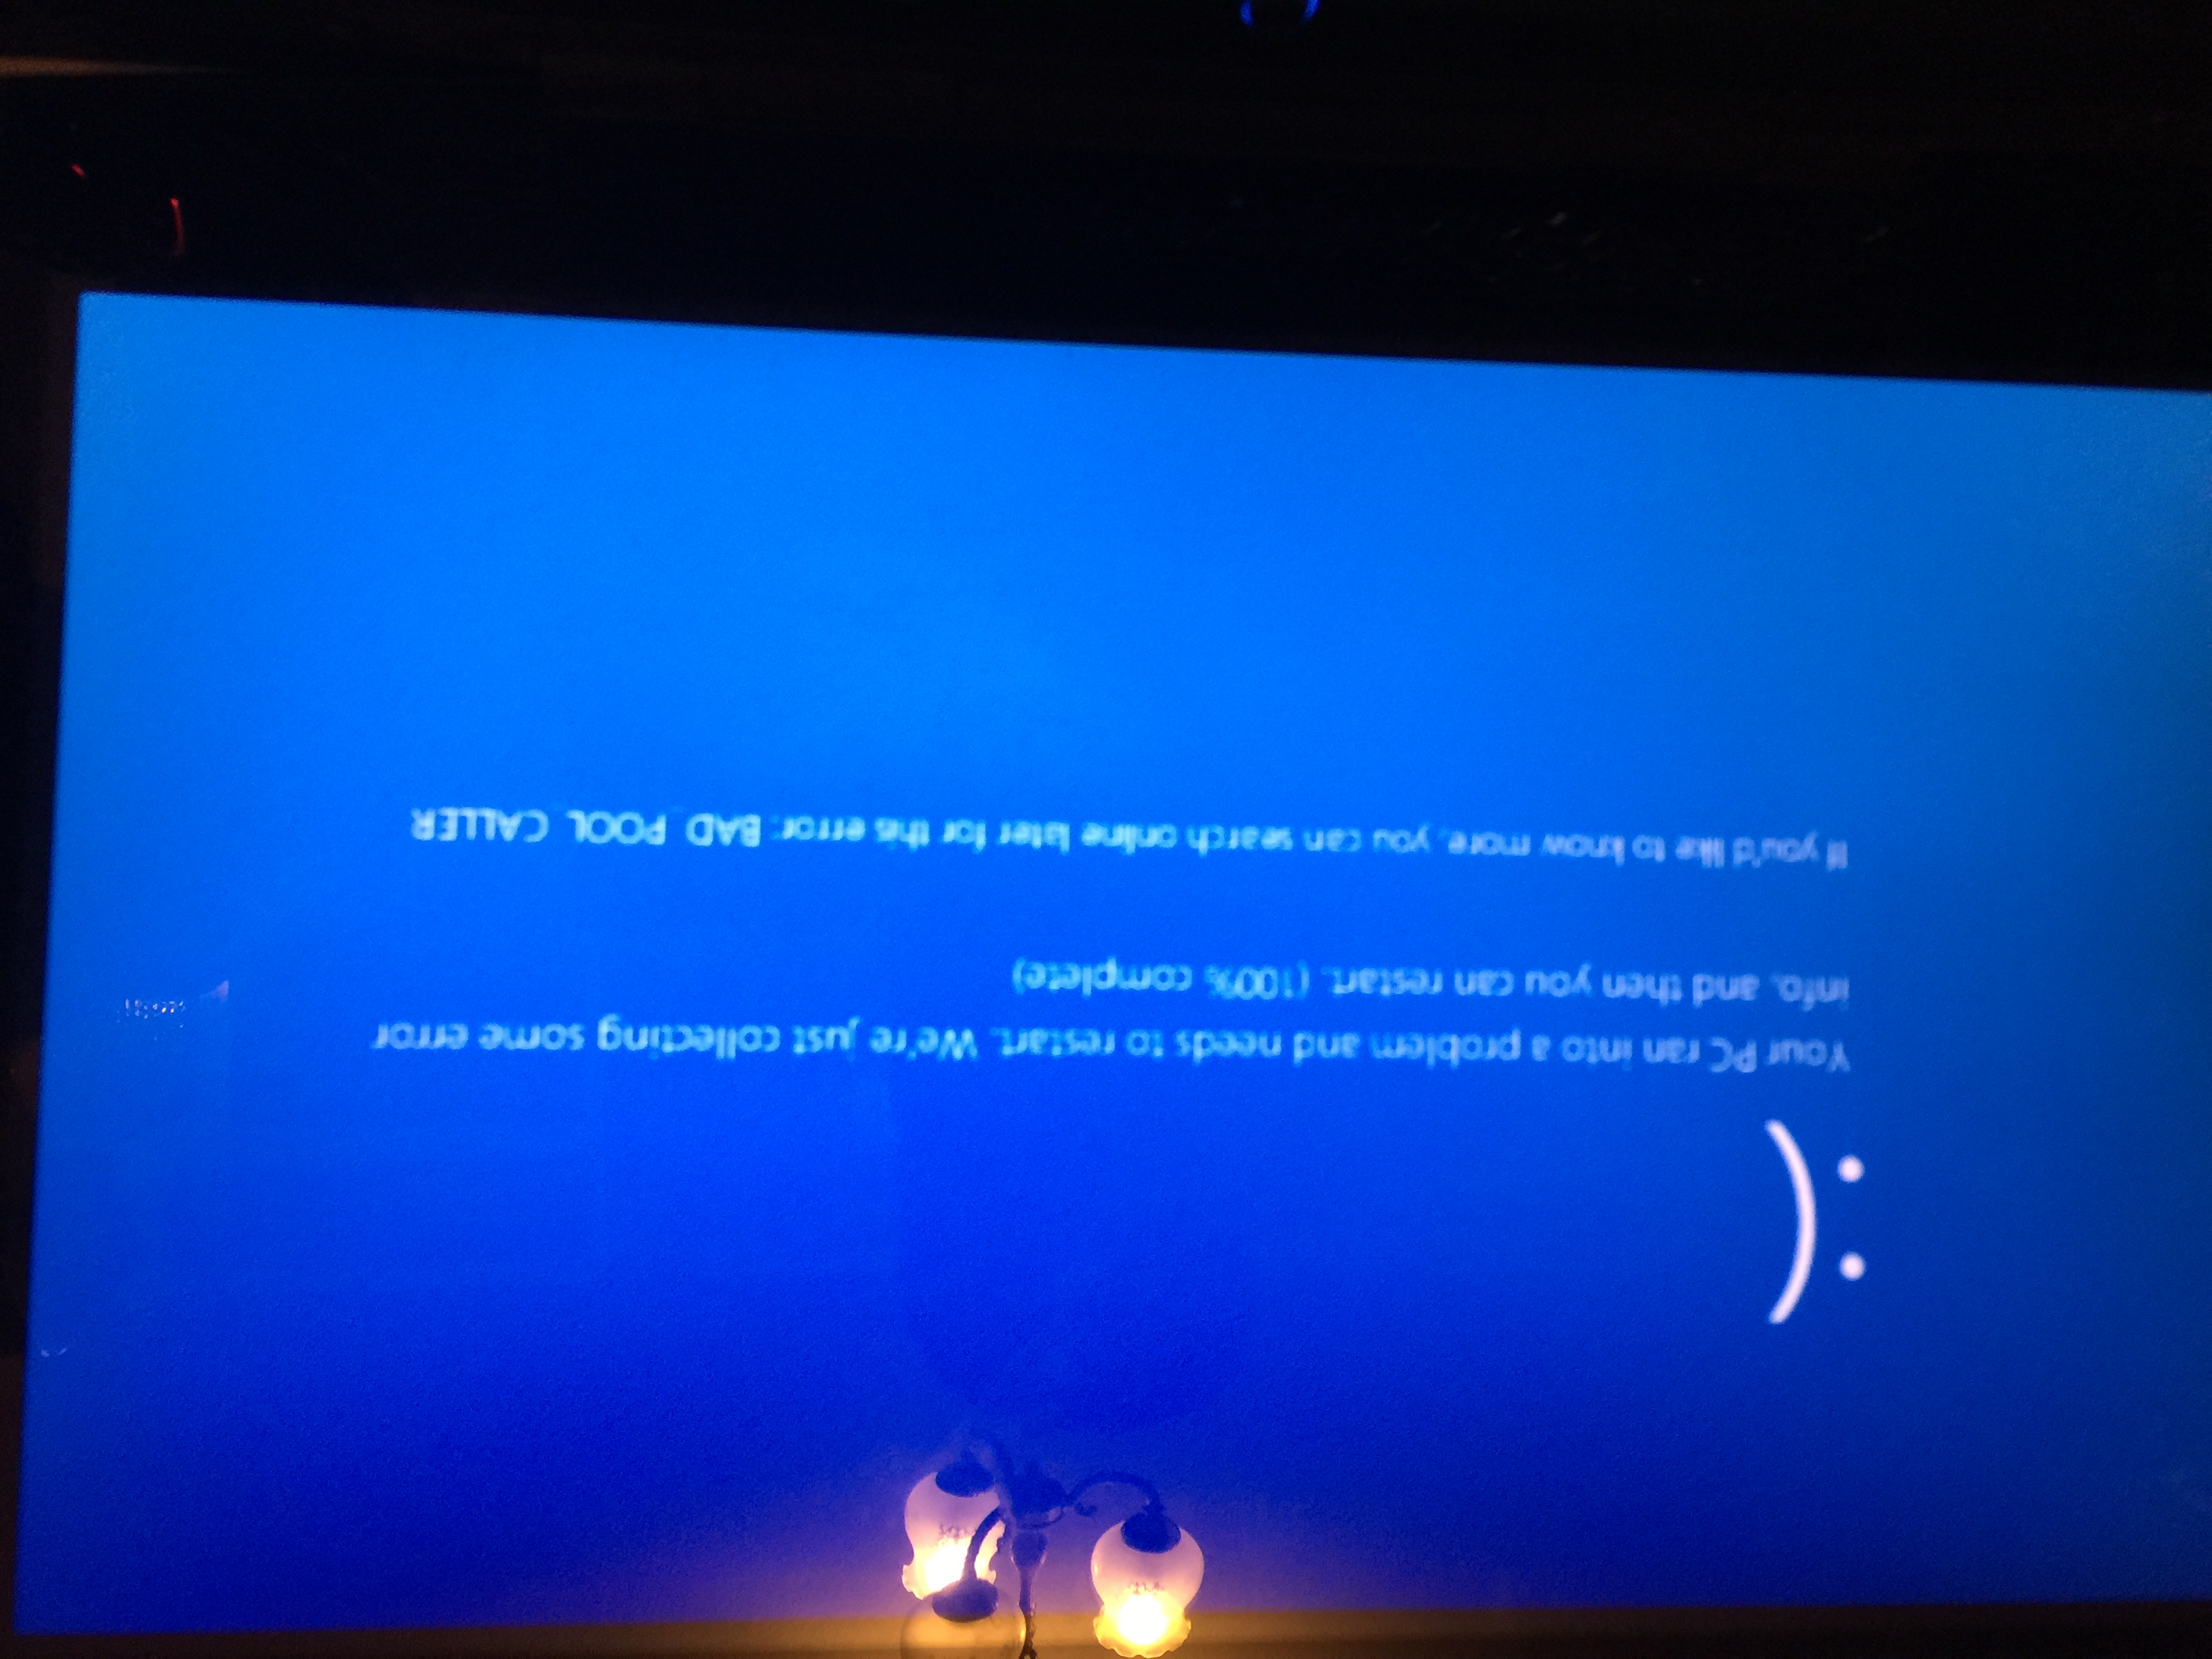 :(
Your PC ran into a problem and needs to restart. We're just collecting some error
info, and then you can restart. (100% complete)
If you'd like to know more, you can search online later for this error: BAD_POOL_CALLER